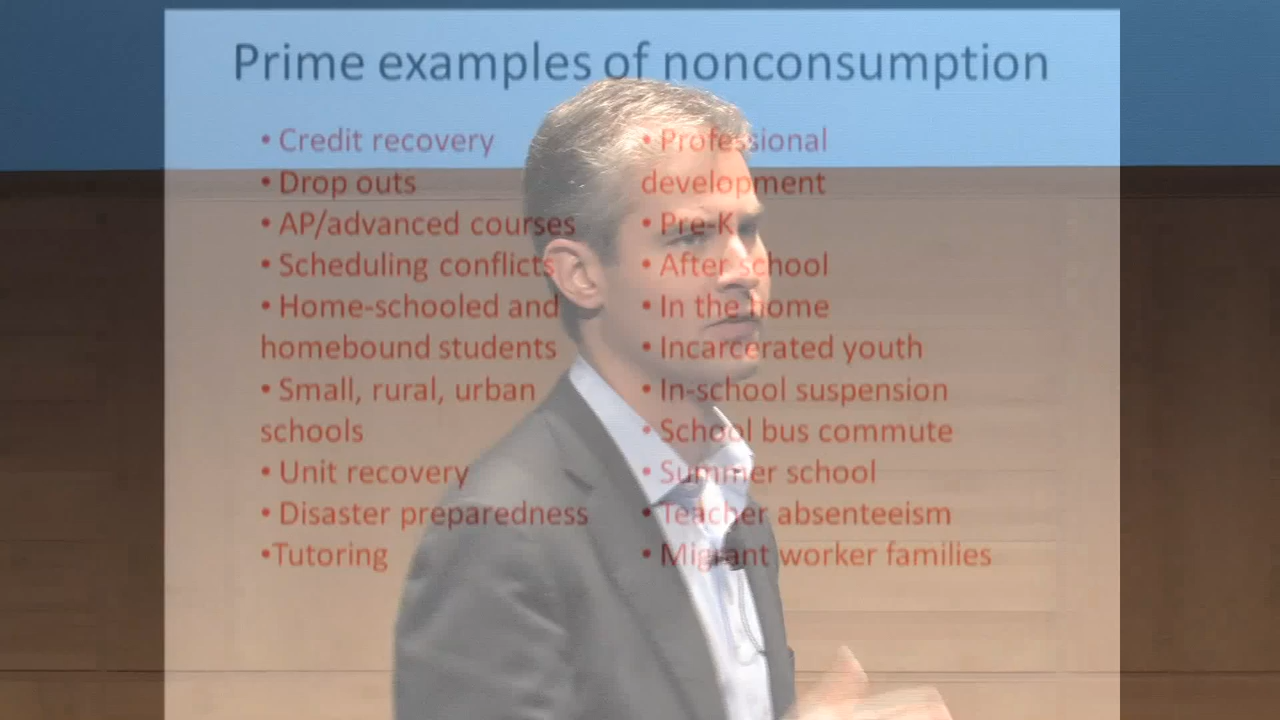 Prime examples of nonconsumption
• Credit recovery
• Drop outs
• AP/advanced courses
• Scheduling conflicts
• Home-schooled and
homebound students
• Small, rural, urban
schools
• Unit recovery
• Disaster preparedness
•Tutoring
• Professional
development
• Pre-K
• After school
• In the home
• Incarcerated youth
• In-school suspension
• School bus commute
• Summer school
• Teacher absenteeism
• Migrant worker families